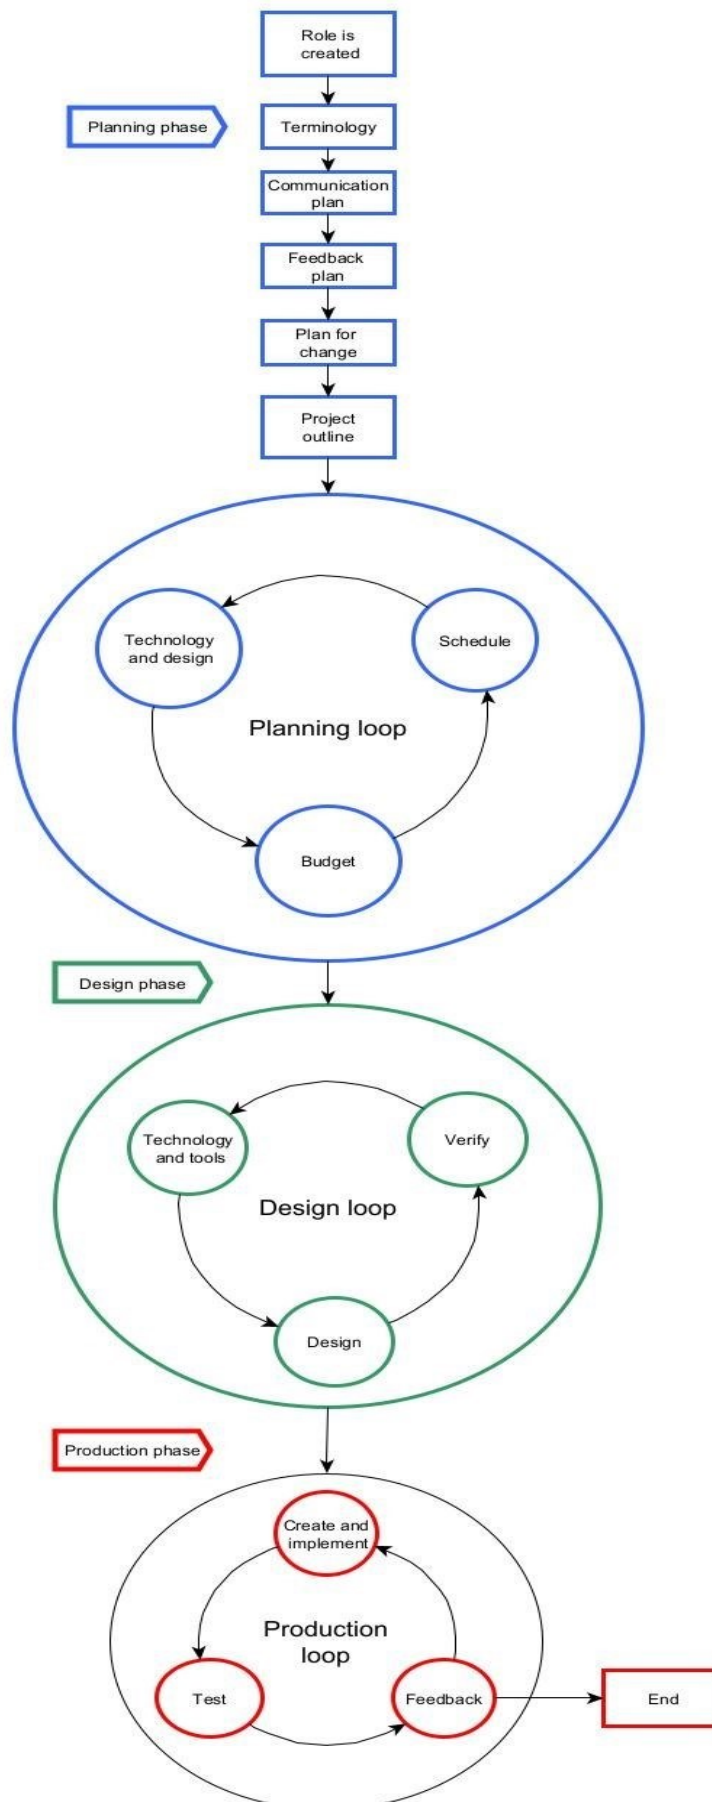 Role is
created
Planning phase
Terminology
Communication
plan
Feedback
plan
Plan for
change
Project
outline
Technology
and design
Schedule
Planning loop
Budget
Design phase
Technology
and tools
Verify
Design loop
Design
Production phase
Create and
implement
Production
loop
Test
Feedback
End